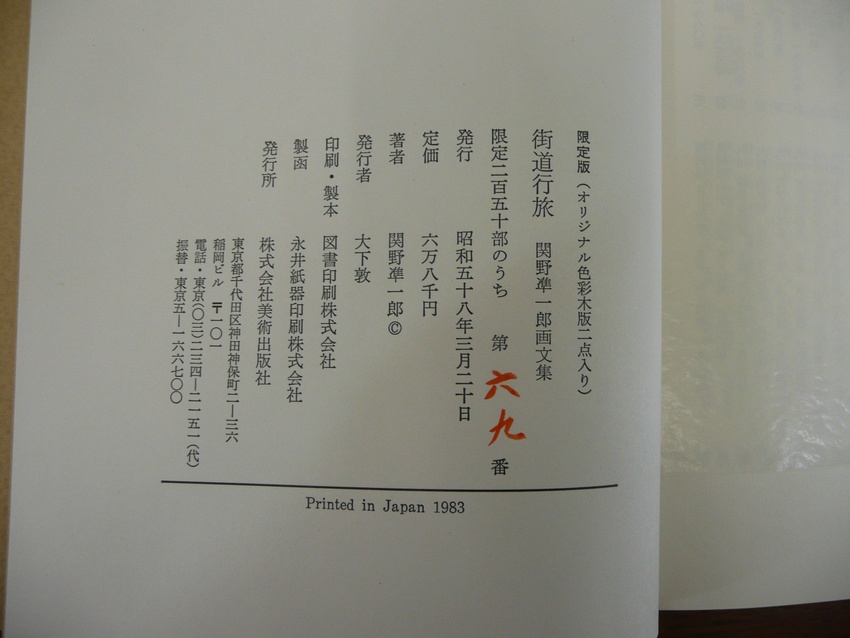 限定版(オリジナル色彩木版二点入り)
街道行旅 関野凖一郎画文集
限定二百五十部のうち 第六九番
発行 昭和五十八年三月二十日
定価 六万八千円
著者 関野凖一郎©
発行者 大下敦
印刷・製本 図書印刷株式会社
製函 永井紙器印刷株式会社
発行所 株式会社美術出版社
東京都千代田区神田神保町二―三六
稲岡ビル 〒一〇一
電話・東京(〇三)二三四―二一五一(代)
振替・東京五―一六六七〇〇
Printed in Japan 1983